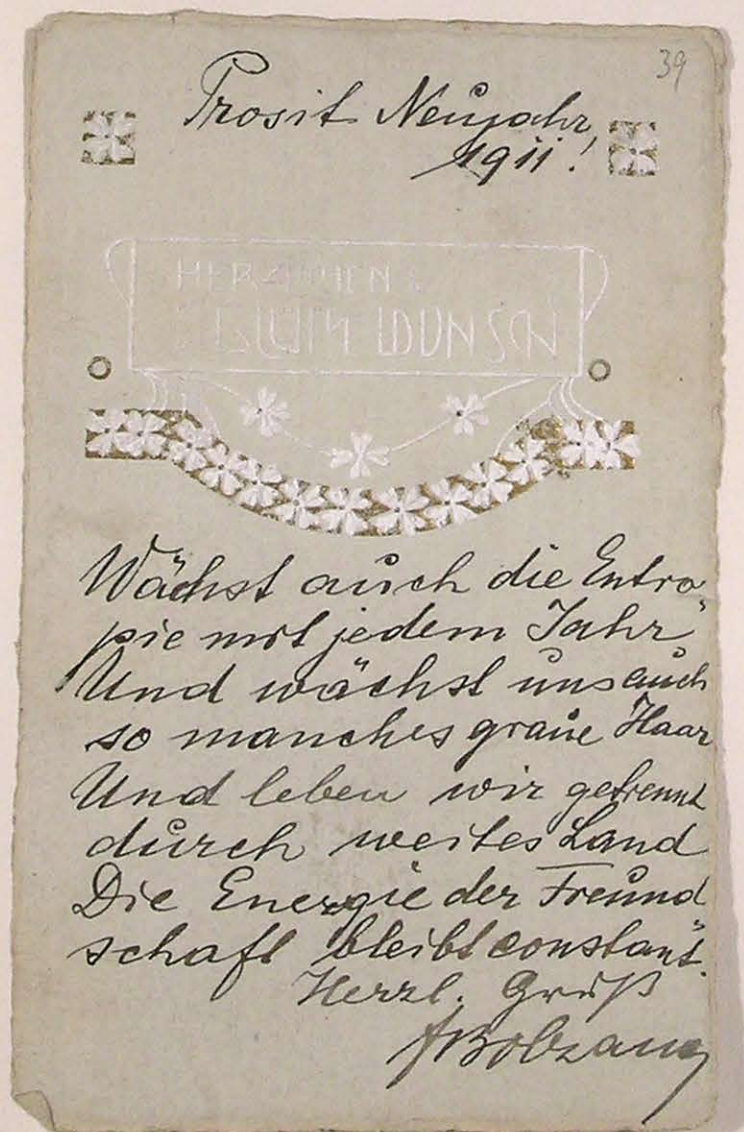 39
Prosit Neujahr,
1911!
HERZLICHEN
GLÜCKWUNSCH
Wächst auch die Entro-
pie mit jedem Jahr
Und wächst uns auch
so manches graue Haar
Und leben wir getrennt
durch weites Land
Die Energie der Freund
schaft bleibt constant.
Herzl. Gruß